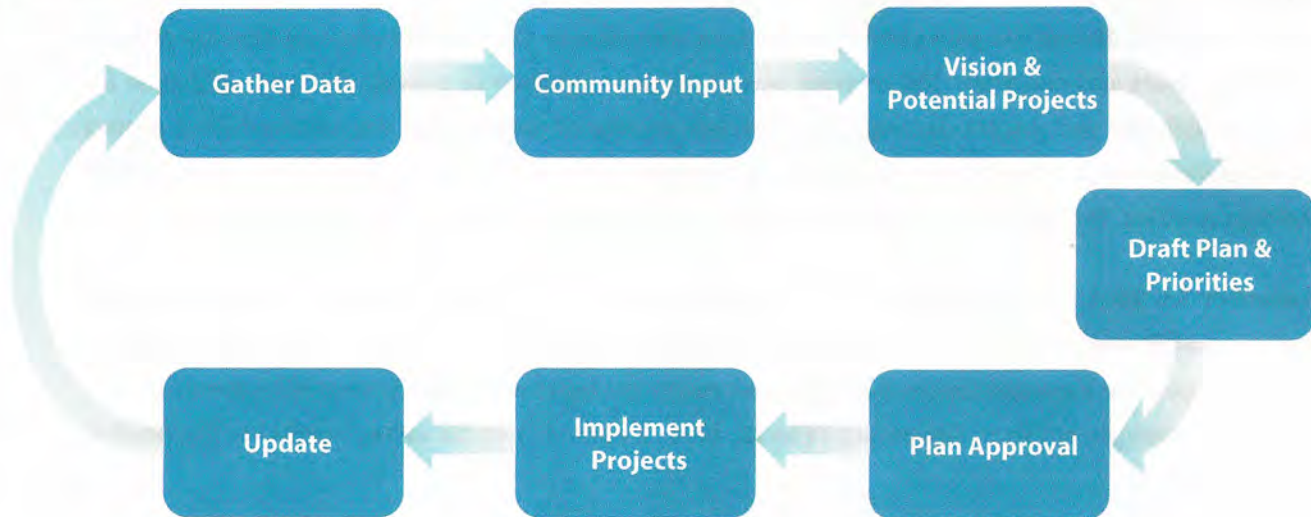 Gather Data
Community Input
Vision &
Potential Projects
Draft Plan &
Priorities
Plan Approval
Implement
Projects
Update